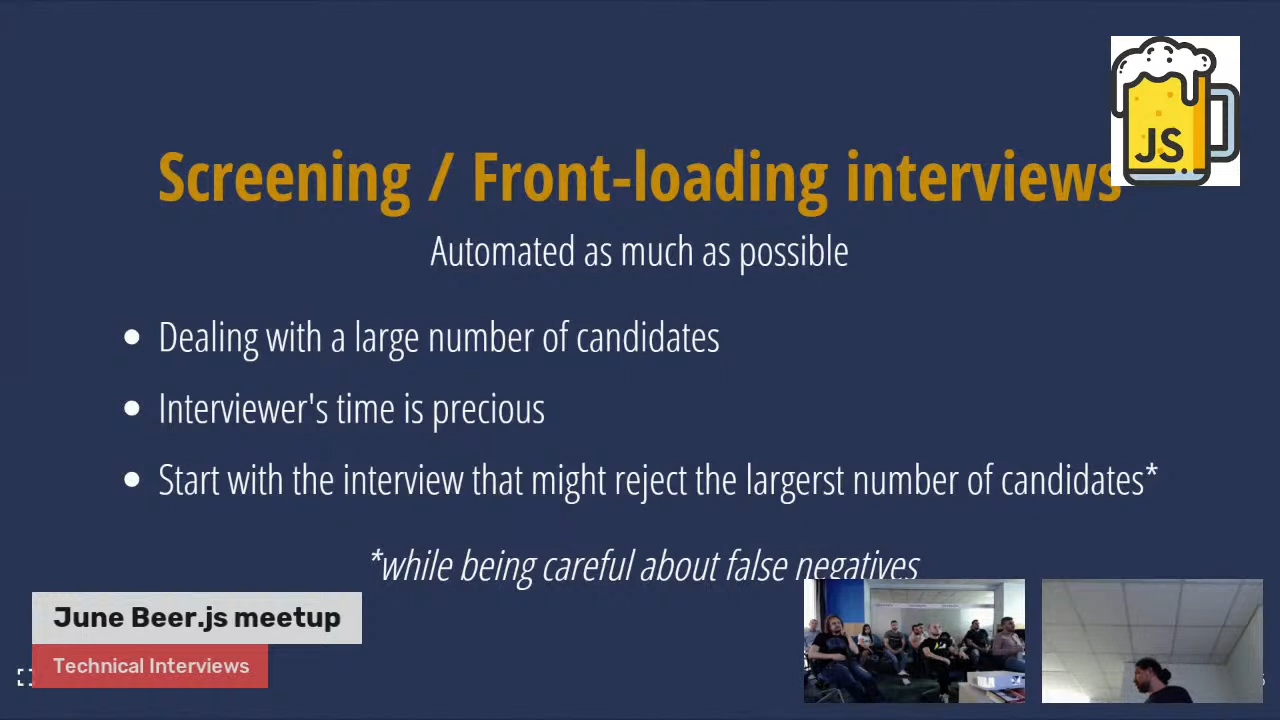 JS
Screening / Front-loading interviews
Automated as much as possible
Dealing with a large number of candidates
Interviewer's time is precious
Start with the interview that might reject the largerst number of candidates*
*while being careful about false negatives
June Beer.js meetup
Technical Interviews